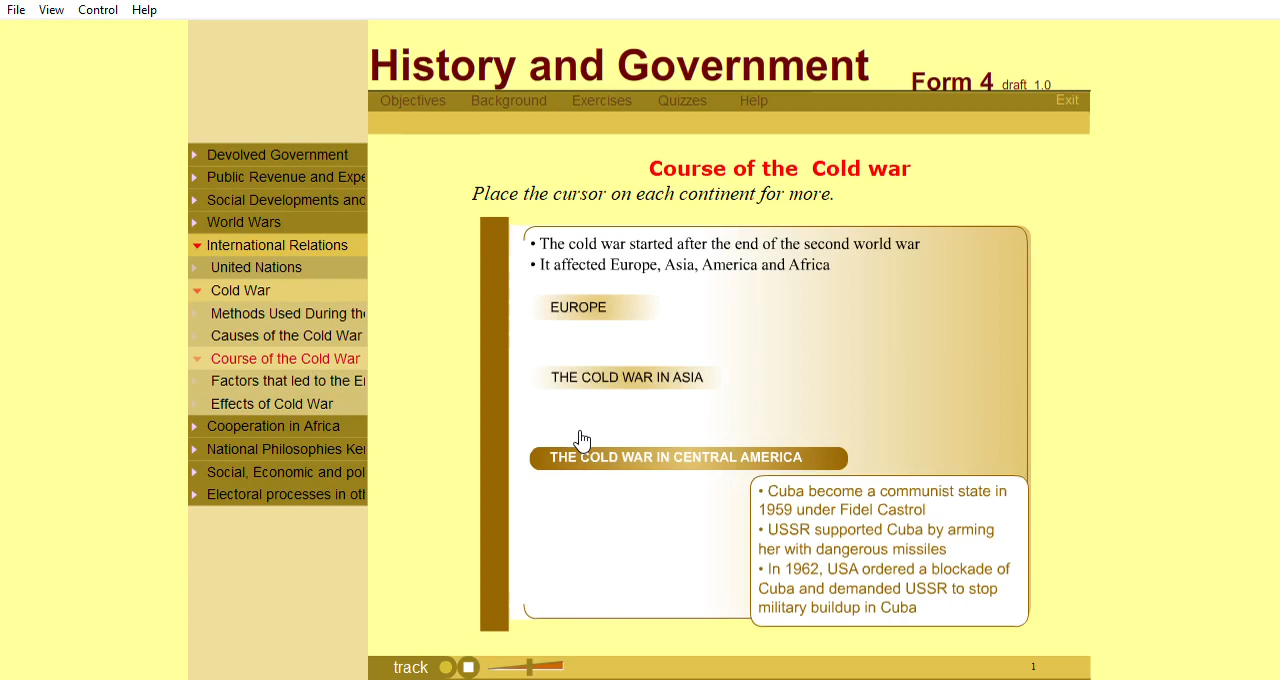 File View Control Help
History and Government
Form 4 draft 1.0
Objectives Background Exercises Quizzes Help Exit
Devolved Government
Public Revenue and Expe
Social Developments and
World Wars
International Relations
United Nations
Cold War
Methods Used During the
Causes of the Cold War
Course of the Cold War
Factors that led to the E
Effects of Cold War
Cooperation in Africa
National Philosophies Ke
Social, Economic and pol
Electoral processes in ot
Course of the Cold war
Place the cursor on each continent for more.
• The cold war started after the end of the second world war
• It affected Europe, Asia, America and Africa
EUROPE
THE COLD WAR IN ASIA
THE COLD WAR IN CENTRAL AMERICA
• Cuba become a communist state in
1959 under Fidel Castrol
• USSR supported Cuba by arming
her with dangerous missiles
• In 1962, USA ordered a blockade of
Cuba and demanded USSR to stop
military buildup in Cuba
track
1